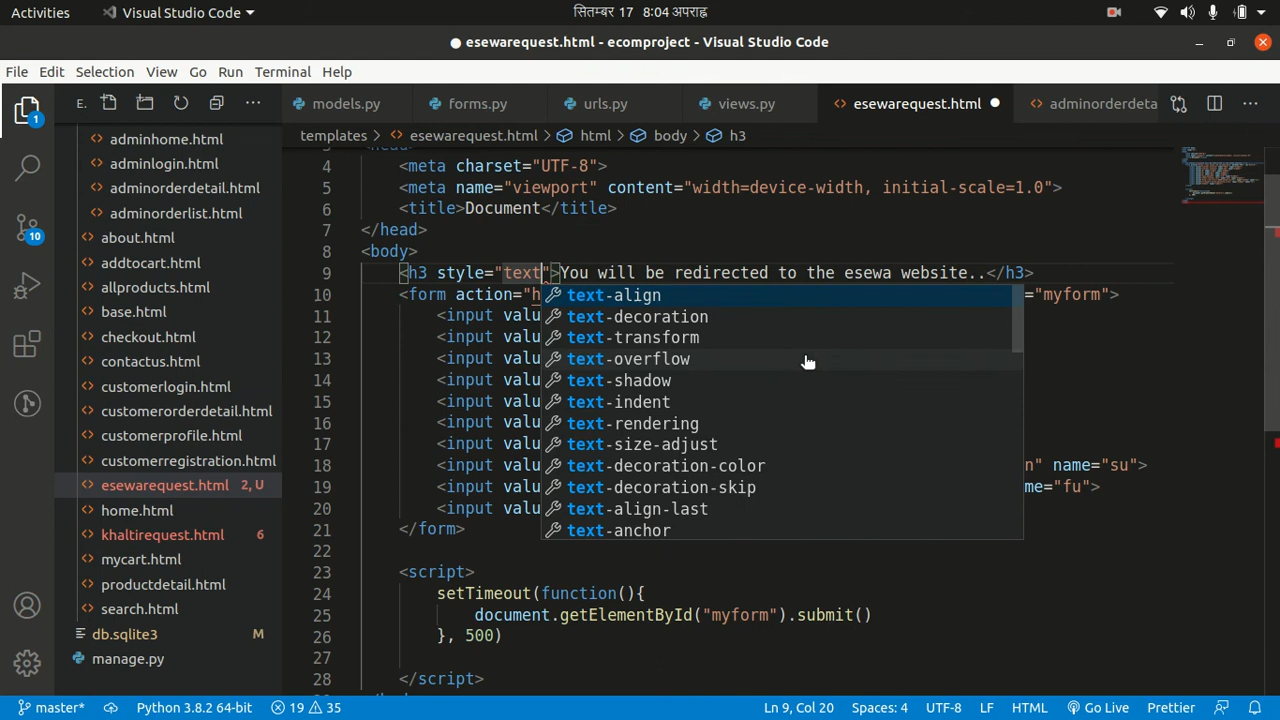 Activities Visual Studio Code सितम्बर 17 8:04 अपराह्न
esewarequest.html - ecomproject - Visual Studio Code
File Edit Selection View Go Run Terminal Help
E. ··· models.py forms.py urls.py views.py esewarequest.html adminorderdeta ···
templates > esewarequest.html > html > body > h3
adminhome.html
adminlogin.html
adminorderdetail.html
adminorderlist.html
about.html
addtocart.html
allproducts.html
base.html
checkout.html
contactus.html
customerlogin.html
customerorderdetail.html
customerprofile.html
customerregistration.html
esewarequest.html 2, U
home.html
khaltirequest.html 6
mycart.html
productdetail.html
search.html
db.sqlite3 M
manage.py
1
10
4 <meta charset="UTF-8">
5 <meta name="viewport" content="width=device-width, initial-scale=1.0">
6 <title>Document</title>
7 </head>
8 <body>
9 <h3 style="text">You will be redirected to the esewa website..</h3>
10 <form action="h ="myform">
11 <input valu
12 <input valu
13 <input valu
14 <input valu
15 <input valu
16 <input valu
17 <input valu
18 <input valu n" name="su">
19 <input valu me="fu">
20 <input valu
21 </form>
22
23 <script>
24 setTimeout(function(){
25 document.getElementById("myform").submit()
26 }, 500)
27
28 </script>
text-align
text-decoration
text-transform
text-overflow
text-shadow
text-indent
text-rendering
text-size-adjust
text-decoration-color
text-decoration-skip
text-align-last
text-anchor
master* Python 3.8.2 64-bit 19 35 Ln 9, Col 20 Spaces: 4 UTF-8 LF HTML Go Live Prettier